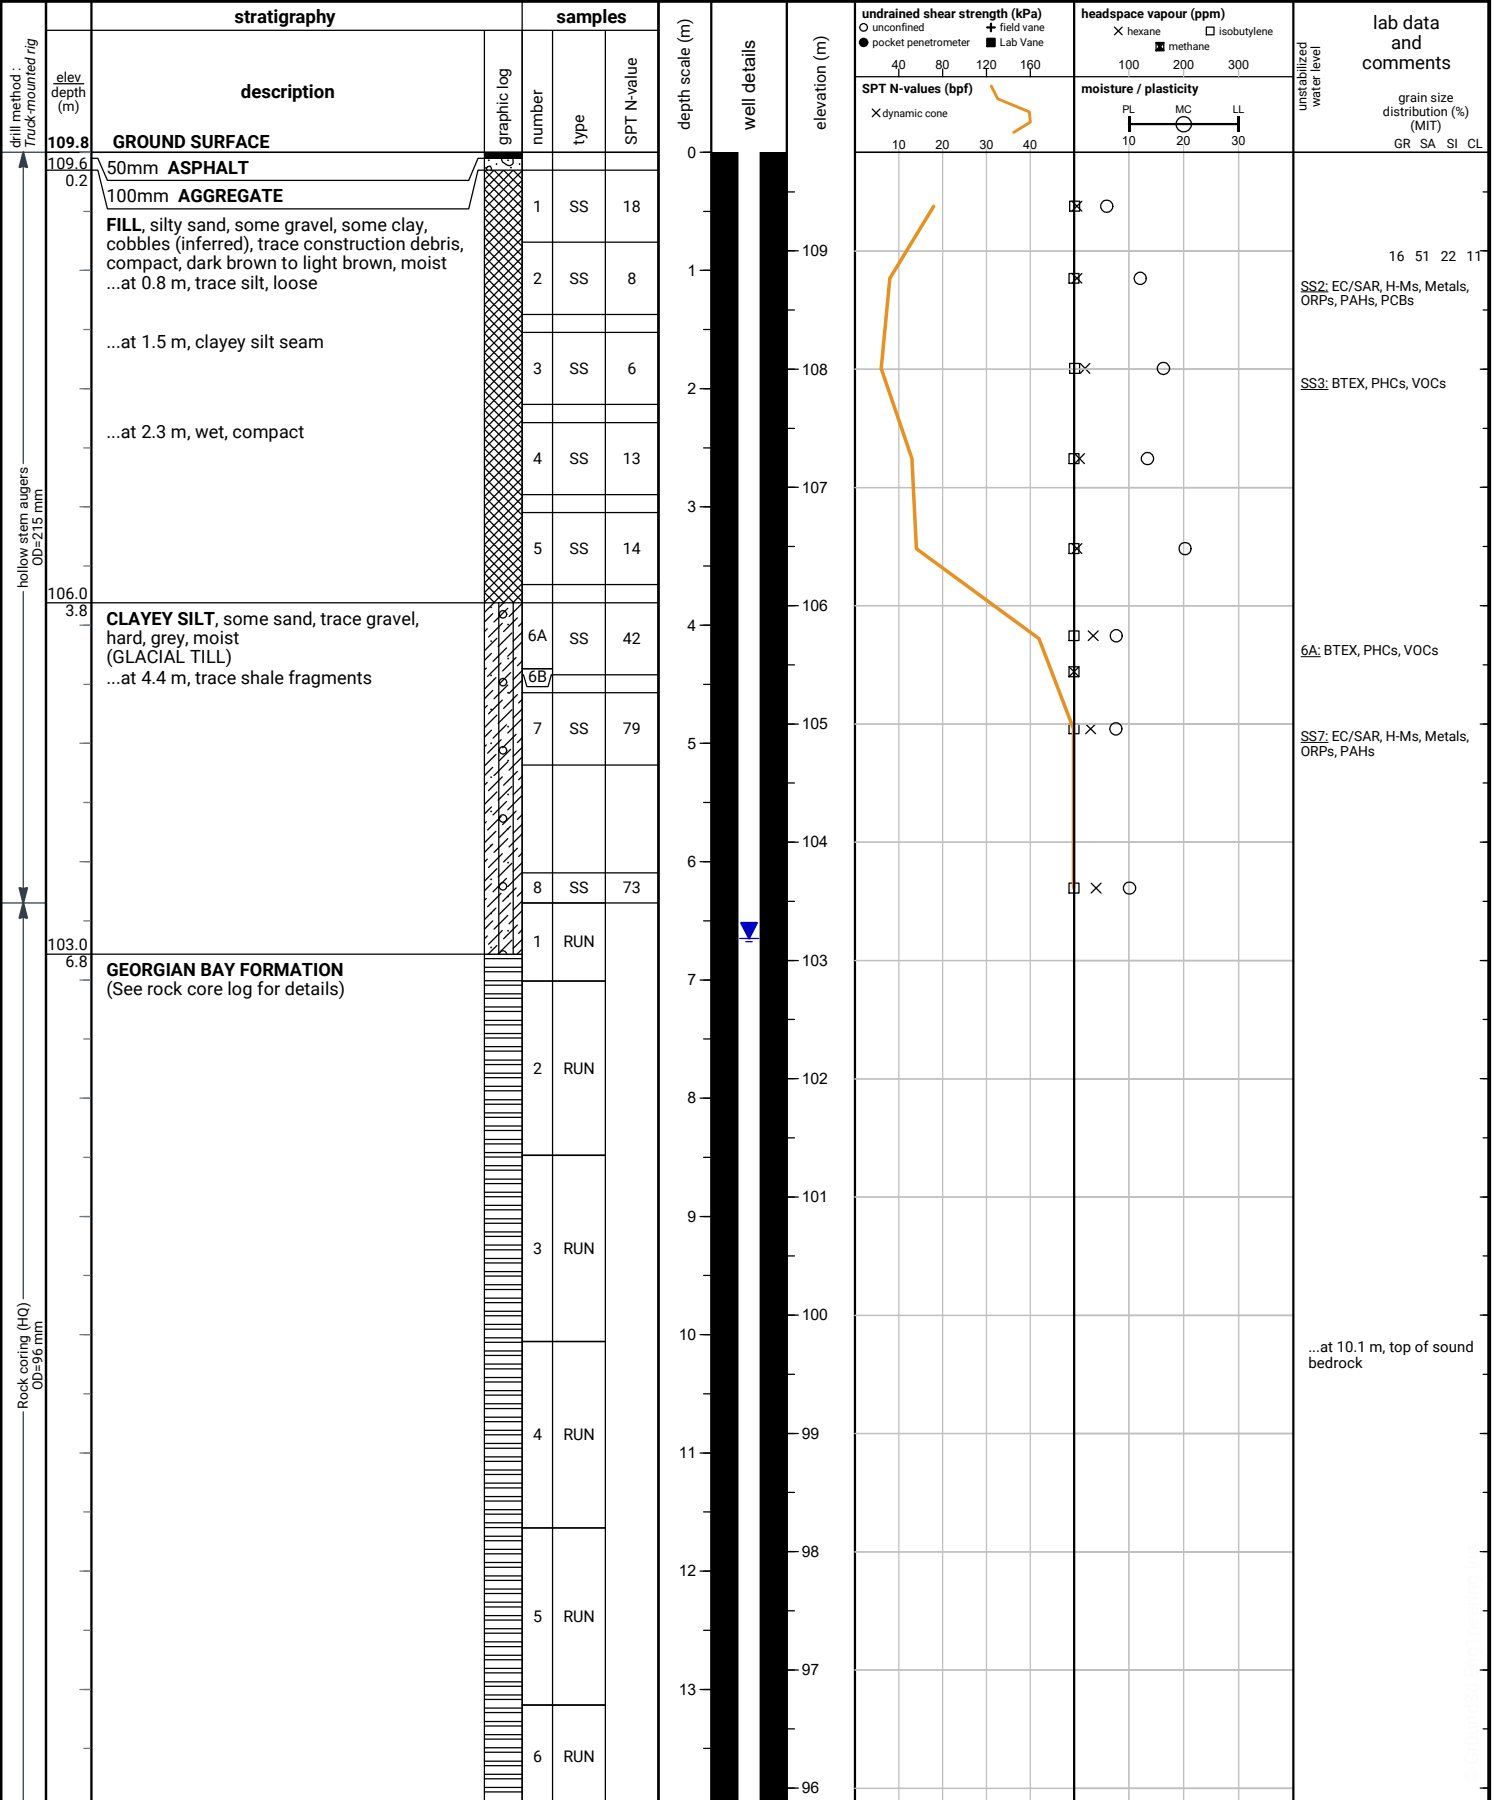 drill method :
Truck-mounted rig
stratigraphy
samples
elev
depth
(m)
description
graphic log
number
type
SPT N-value
depth scale (m)
well details
elevation (m)
undrained shear strength (kPa)
unconfined
field vane
pocket penetrometer
Lab Vane
40 80 120 160
SPT N-values (bpf)
dynamic cone
10 20 30 40
headspace vapour (ppm)
hexane
isobutylene
methane
100 200 300
moisture / plasticity
PL MC LL
10 20 30
unstabilized
water level
lab data
and
comments
grain size
distribution (%)
(MIT)
GR SA SI CL
109.8 GROUND SURFACE
109.6
0.2
50mm ASPHALT
100mm AGGREGATE
FILL, silty sand, some gravel, some clay,
cobbles (inferred), trace construction debris,
compact, dark brown to light brown, moist
...at 0.8 m, trace silt, loose
...at 1.5 m, clayey silt seam
...at 2.3 m, wet, compact
106.0
3.8
CLAYEY SILT, some sand, trace gravel,
hard, grey, moist
(GLACIAL TILL)
...at 4.4 m, trace shale fragments
103.0
6.8
GEORGIAN BAY FORMATION
(See rock core log for details)
hollow stem augers
OD=215 mm
Rock coring (HQ)
OD=96 mm
1 SS 18
2 SS 8
3 SS 6
4 SS 13
5 SS 14
6A SS 42
6B
7 SS 79
8 SS 73
1 RUN
2 RUN
3 RUN
4 RUN
5 RUN
6 RUN
0
1
2
3
4
5
6
7
8
9
10
11
12
13
109
108
107
106
105
104
103
102
101
100
99
98
97
96
16 51 22 11
SS2: EC/SAR, H-Ms, Metals,
ORPs, PAHs, PCBs
SS3: BTEX, PHCs, VOCs
6A: BTEX, PHCs, VOCs
SS7: EC/SAR, H-Ms, Metals,
ORPs, PAHs
...at 10.1 m, top of sound
bedrock